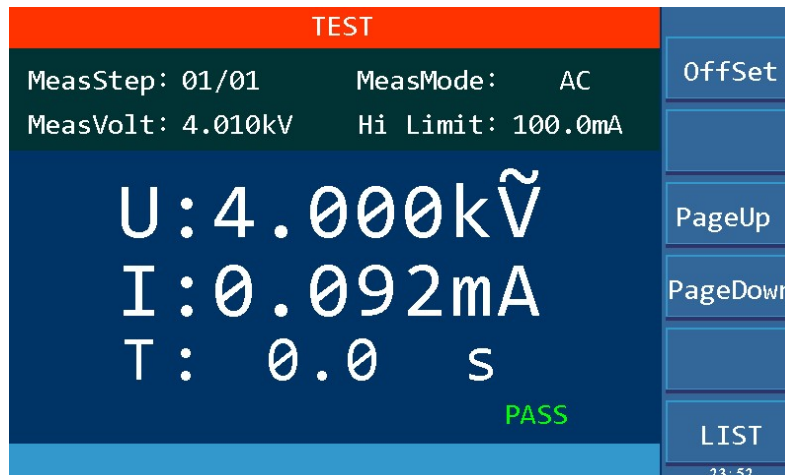 TEST
MeasStep: 01/01 MeasMode: AC
MeasVolt: 4.010kV Hi Limit: 100.0mA
U:4.000kṼ
I:0.092mA
T: 0.0 s
PASS
OffSet
PageUp
PageDown
LIST
23:52